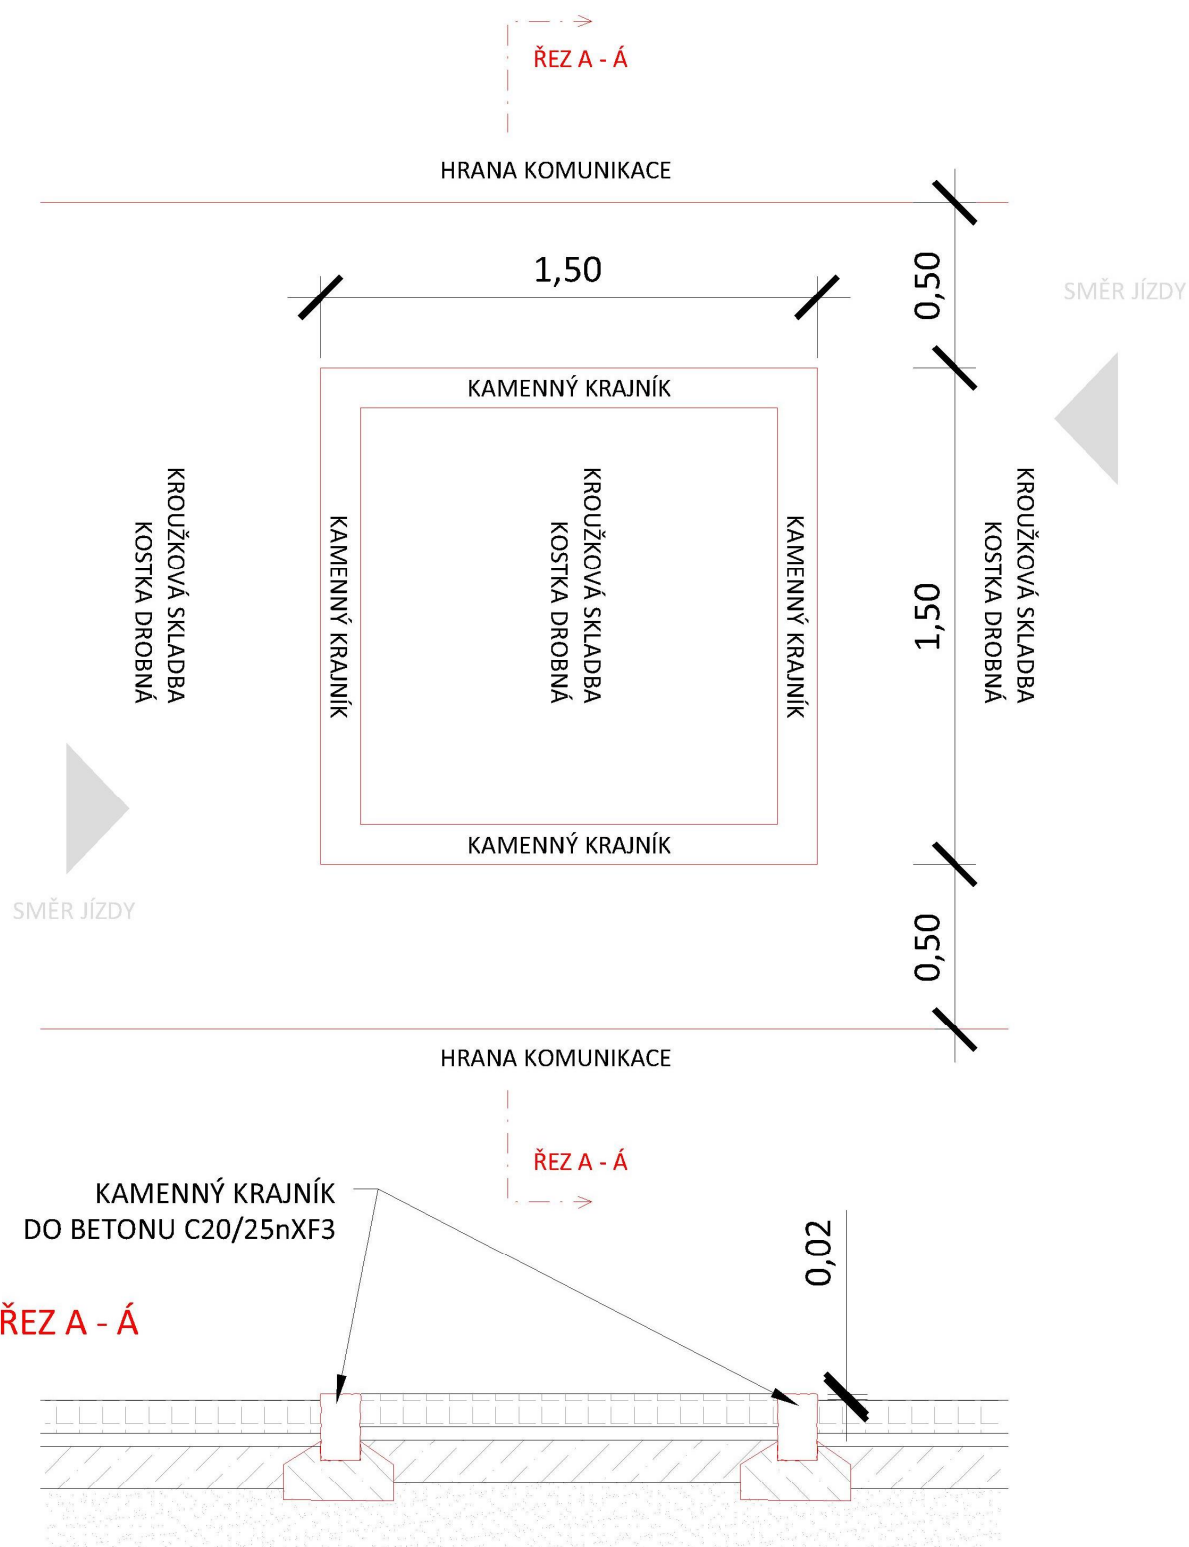 ŘEZ A - Á
HRANA KOMUNIKACE
1,50
0,50
SMĚR JÍZDY
KAMENNÝ KRAJNÍK
KROUŽKOVÁ SKLADBA
KOSTKA DROBNÁ
KAMENNÝ KRAJNÍK
KROUŽKOVÁ SKLADBA
KOSTKA DROBNÁ
KAMENNÝ KRAJNÍK
1,50
KROUŽKOVÁ SKLADBA
KOSTKA DROBNÁ
KAMENNÝ KRAJNÍK
SMĚR JÍZDY
0,50
HRANA KOMUNIKACE
ŘEZ A - Á
KAMENNÝ KRAJNÍK
DO BETONU C20/25nXF3
0,02
ŘEZ A - Á